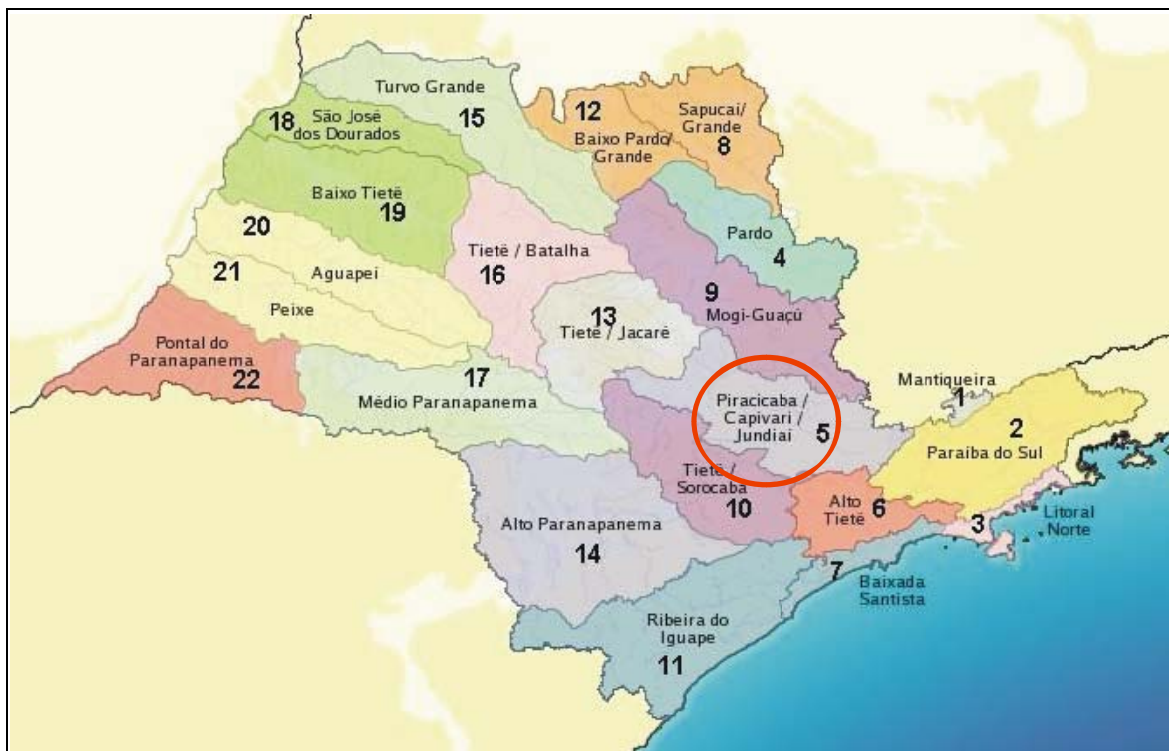 Turvo Grande
15
18
São José
dos Dourados
12
Baixo Pardo/
Grande
Sapucaí/
Grande
8
Baixo Tietê
19
Pardo
4
20
Aguapeí
Tietê / Batalha
16
9
Mogi-Guaçú
21
Peixe
13
Tietê / Jacaré
Pontal do
Paranapanema
22
17
Médio Paranapanema
Piracicaba /
Capivari /
Jundiaí
5
Mantiqueira
1
2
Paraíba do Sul
Tietê /
Sorocaba
10
Alto
Tietê
6
3
Litoral
Norte
Alto Paranapanema
14
7
Baixada
Santista
Ribeira do
Iguape
11